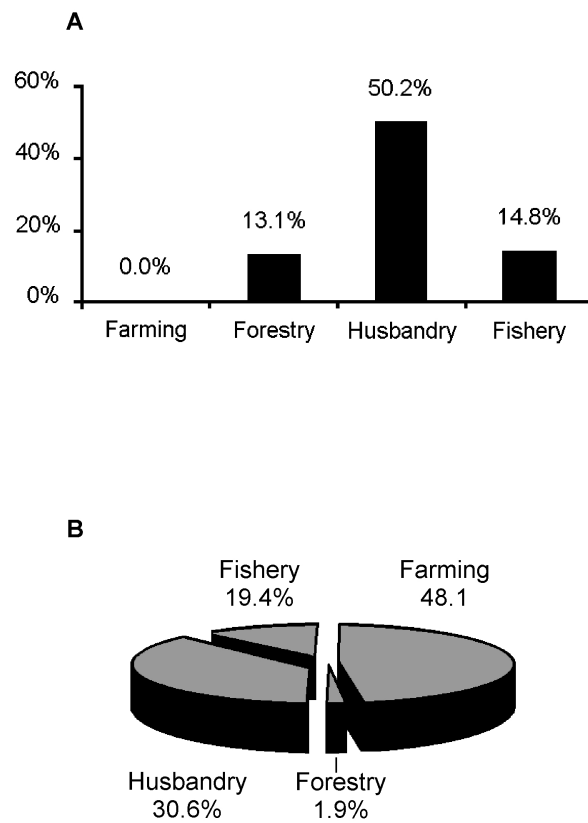 A
60%
50.2%
40%
20%
13.1%
14.8%
0.0%
0%
Farming Forestry Husbandry Fishery
B
Fishery
19.4%
Farming
48.1
Husbandry
30.6%
Forestry
1.9%